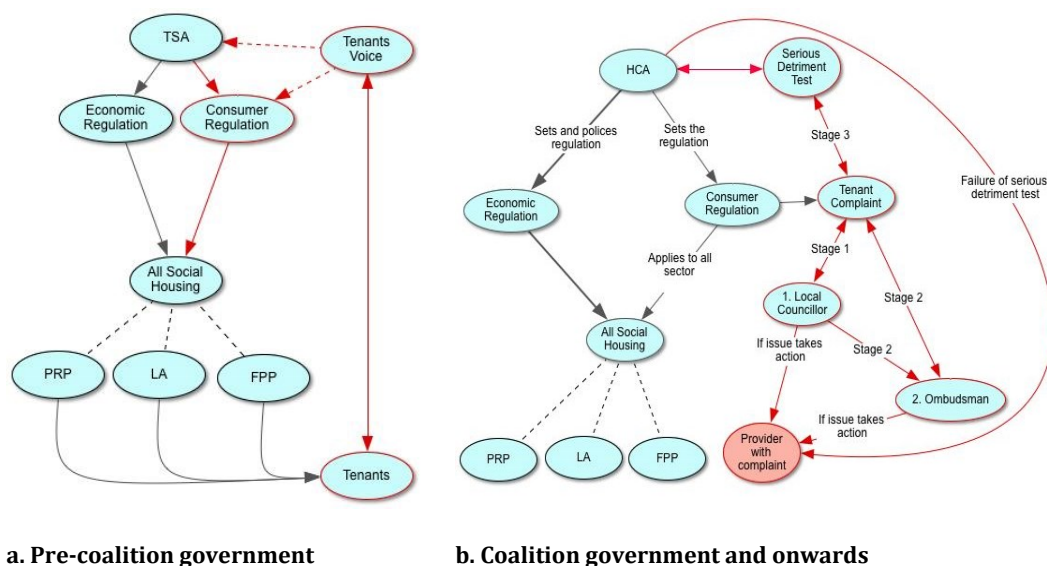 TSA
Tenants
Voice
Economic
Regulation
Consumer
Regulation
All Social
Housing
PRP
LA
FPP
Tenants
a. Pre-coalition government
HCA
Serious
Detriment
Test
Sets and polices
regulation
Sets the
regulation
Stage 3
Failure of serious
detriment test
Economic
Regulation
Consumer
Regulation
Tenant
Complaint
Stage 1
Applies to all
sector
Stage 2
1. Local
Councillor
All Social
Housing
If issue takes
action
Stage 2
2. Ombudsman
If issue takes
action
Provider
with
complaint
PRP
LA
FPP
b. Coalition government and onwards